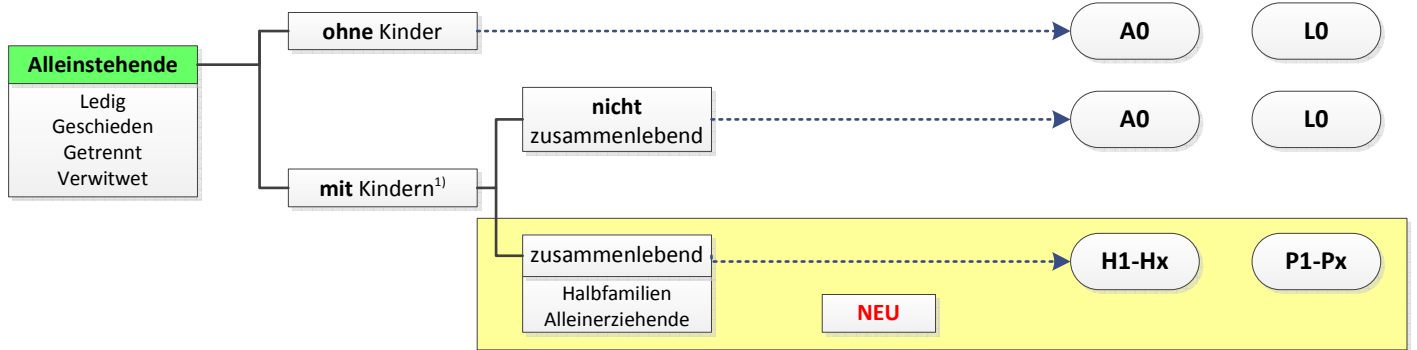 Alleinstehende
Ledig
Geschieden
Getrennt
Verwitwet
ohne Kinder
A0
L0
mit Kindern1)
nicht
zusammenlebend
A0
L0
zusammenlebend
Halbfamilien
Alleinerziehende
NEU
H1-Hx
P1-Px